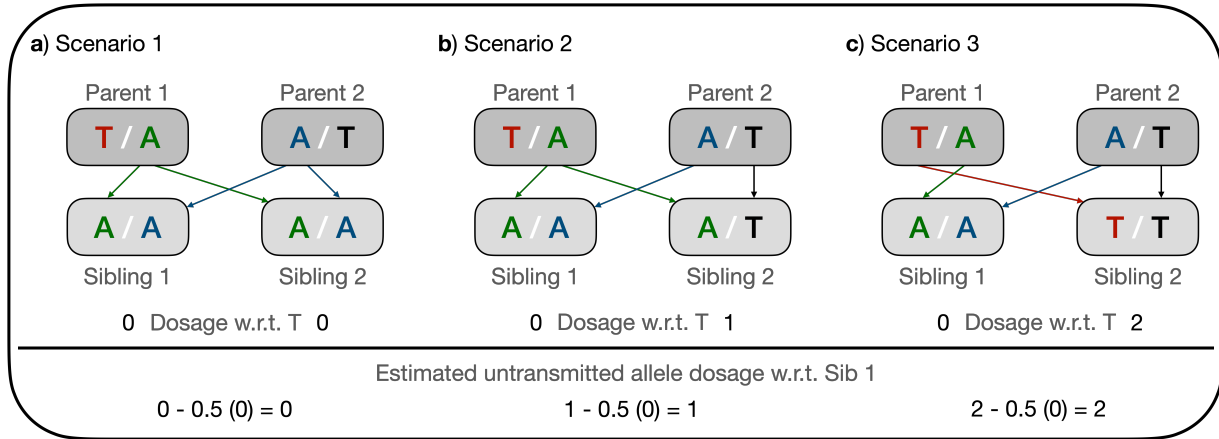 a) Scenario 1
b) Scenario 2
c) Scenario 3
Parent 1 Parent 2
Parent 1 Parent 2
Parent 1 Parent 2
T / A A / T
T / A A / T
T / A A / T
A / A A / A
A / A A / T
A / A T / T
Sibling 1 Sibling 2
Sibling 1 Sibling 2
Sibling 1 Sibling 2
0 Dosage w.r.t. T 0
0 Dosage w.r.t. T 1
0 Dosage w.r.t. T 2
Estimated untransmitted allele dosage w.r.t. Sib 1
0 - 0.5 (0) = 0
1 - 0.5 (0) = 1
2 - 0.5 (0) = 2